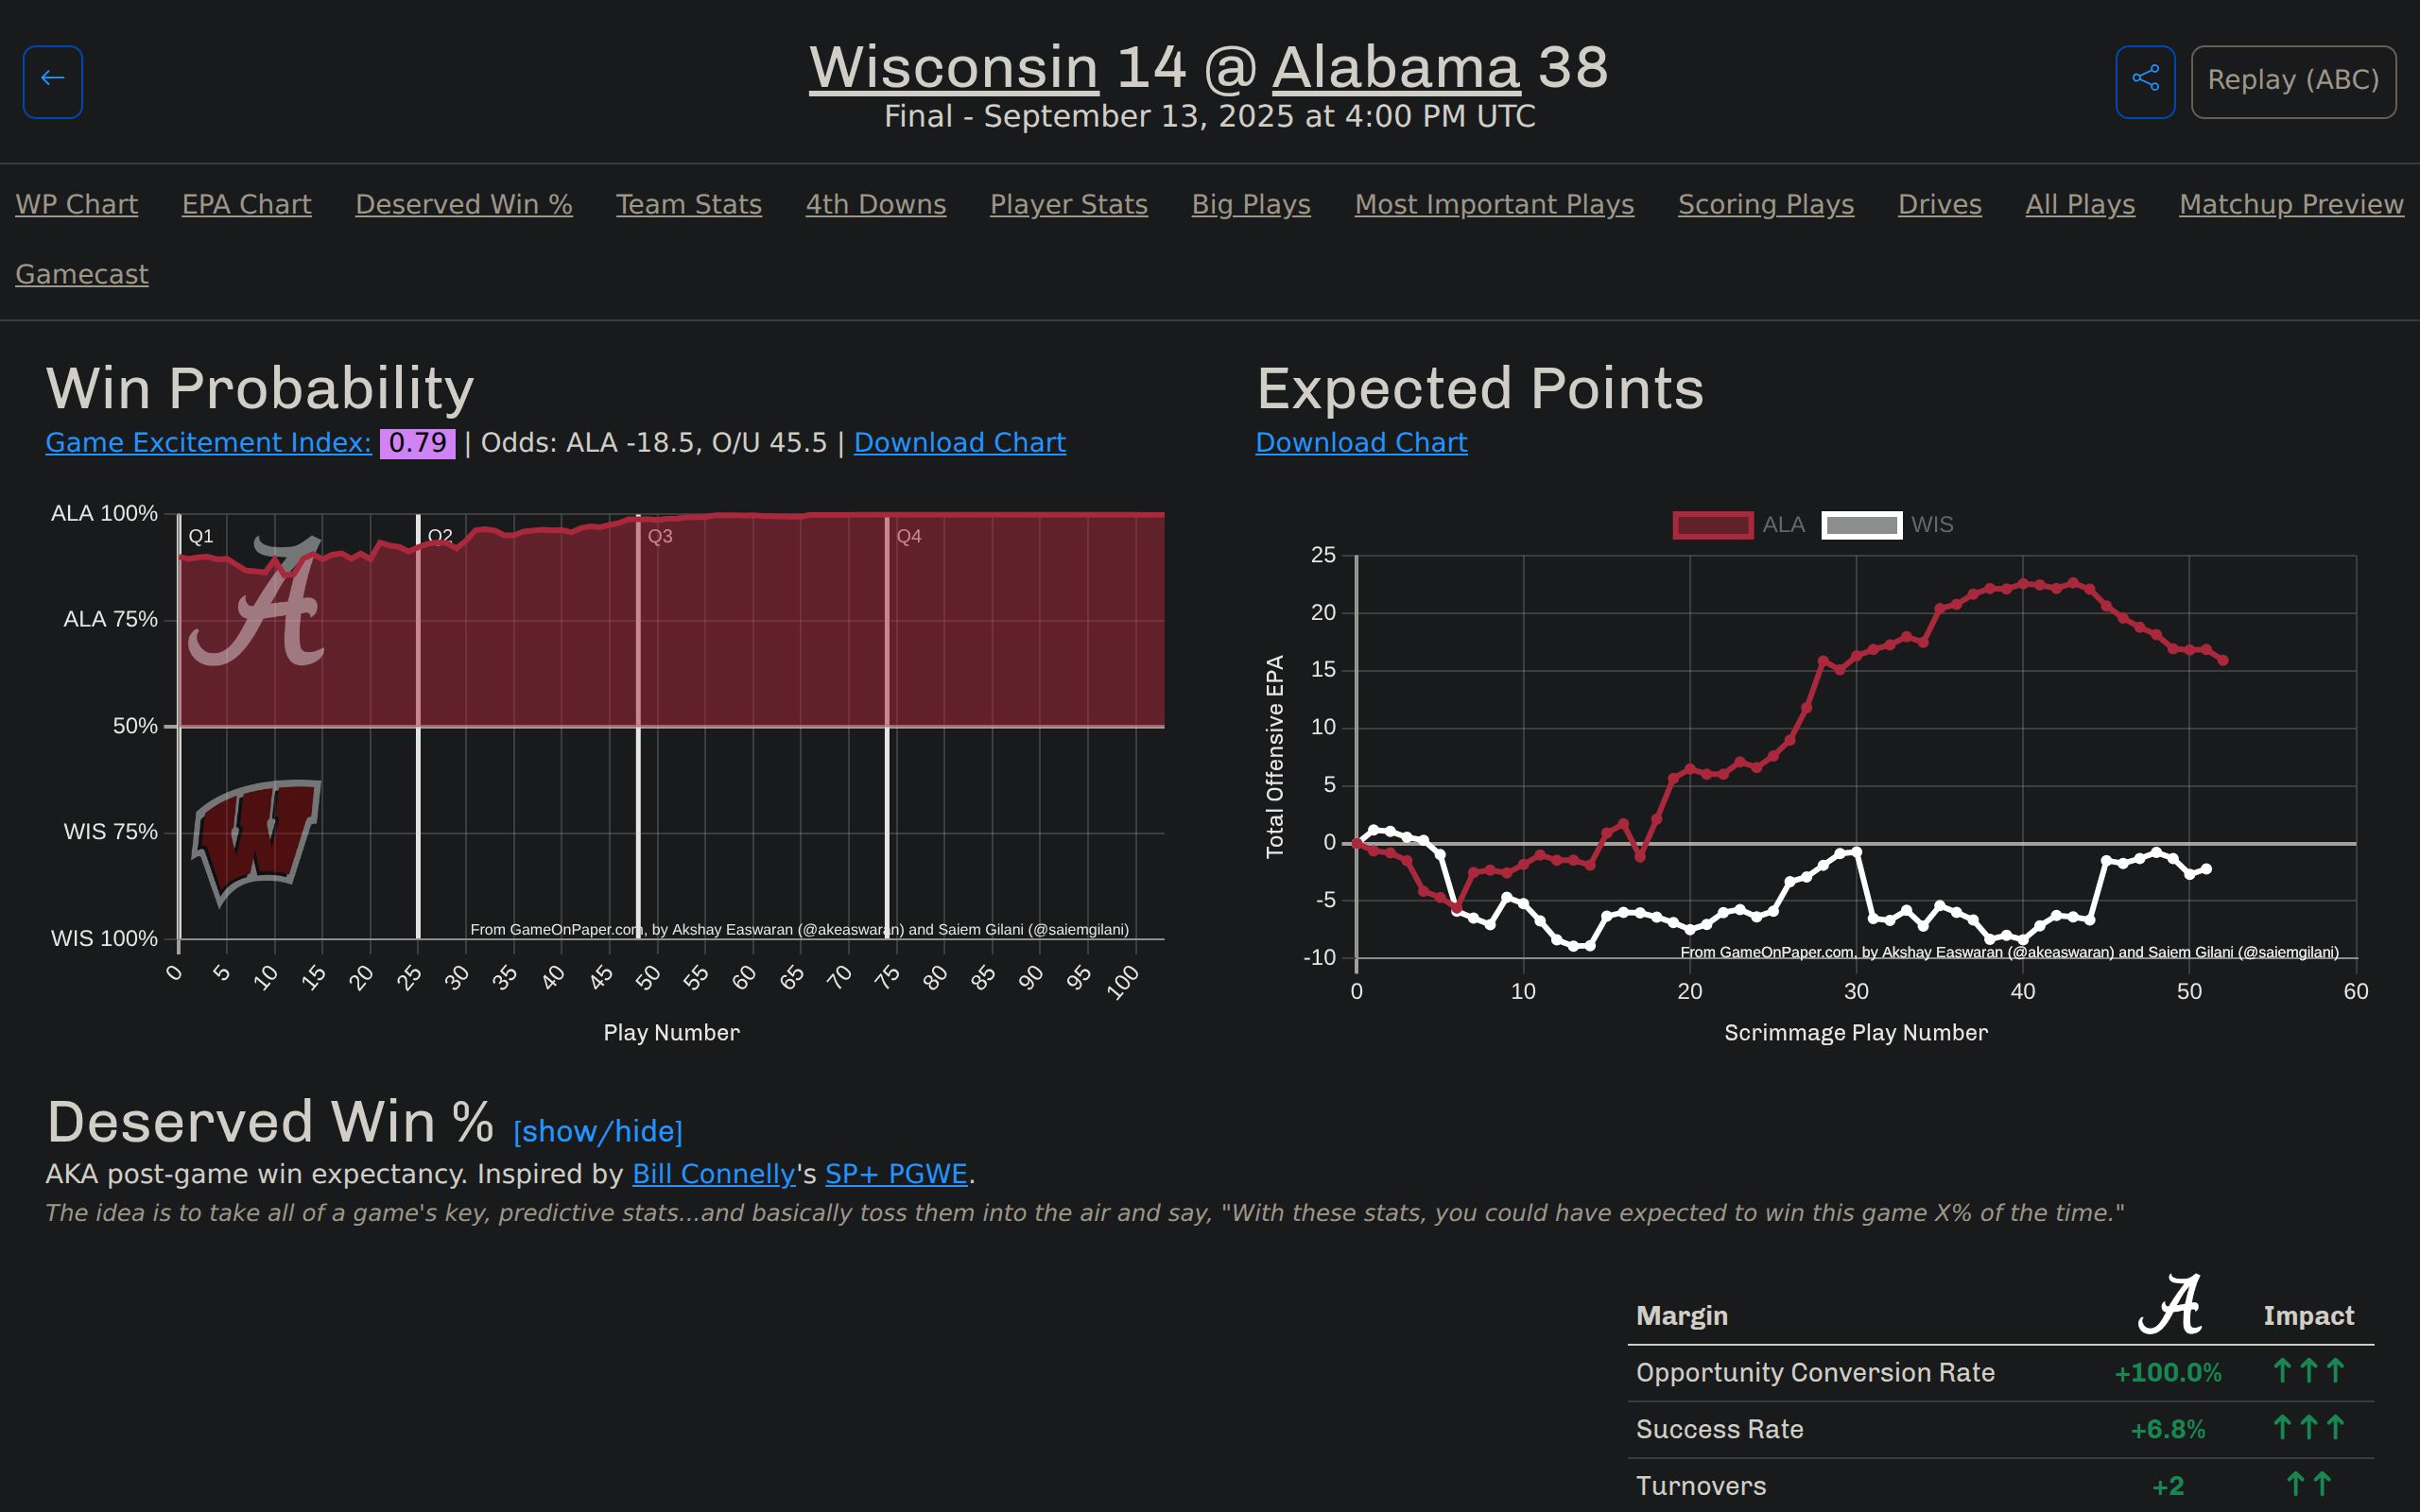 ←
Wisconsin 14 @ Alabama 38
Final - September 13, 2025 at 4:00 PM UTC
Replay (ABC)
WP Chart EPA Chart Deserved Win % Team Stats 4th Downs Player Stats Big Plays Most Important Plays Scoring Plays Drives All Plays Matchup Preview
Gamecast
Win Probability
Game Excitement Index: 0.79 | Odds: ALA -18.5, O/U 45.5 | Download Chart
ALA 100%
ALA 75%
50%
WIS 75%
WIS 100%
Q1 Q2 Q3 Q4
A
W
From GameOnPaper.com, by Akshay Easwaran (@akeaswaran) and Saiem Gilani (@saiemgilani)
0 5 10 15 20 25 30 35 40 45 50 55 60 65 70 75 80 85 90 95 100
Play Number
Expected Points
Download Chart
ALA WIS
Total Offensive EPA
25
20
15
10
5
0
-5
-10
From GameOnPaper.com, by Akshay Easwaran (@akeaswaran) and Saiem Gilani (@saiemgilani)
0 10 20 30 40 50 60
Scrimmage Play Number
Deserved Win % [show/hide]
AKA post-game win expectancy. Inspired by Bill Connelly's SP+ PGWE.
The idea is to take all of a game's key, predictive stats...and basically toss them into the air and say, "With these stats, you could have expected to win this game X% of the time."
Margin A Impact
Opportunity Conversion Rate +100.0% ↑↑↑
Success Rate +6.8% ↑↑↑
Turnovers +2 ↑↑